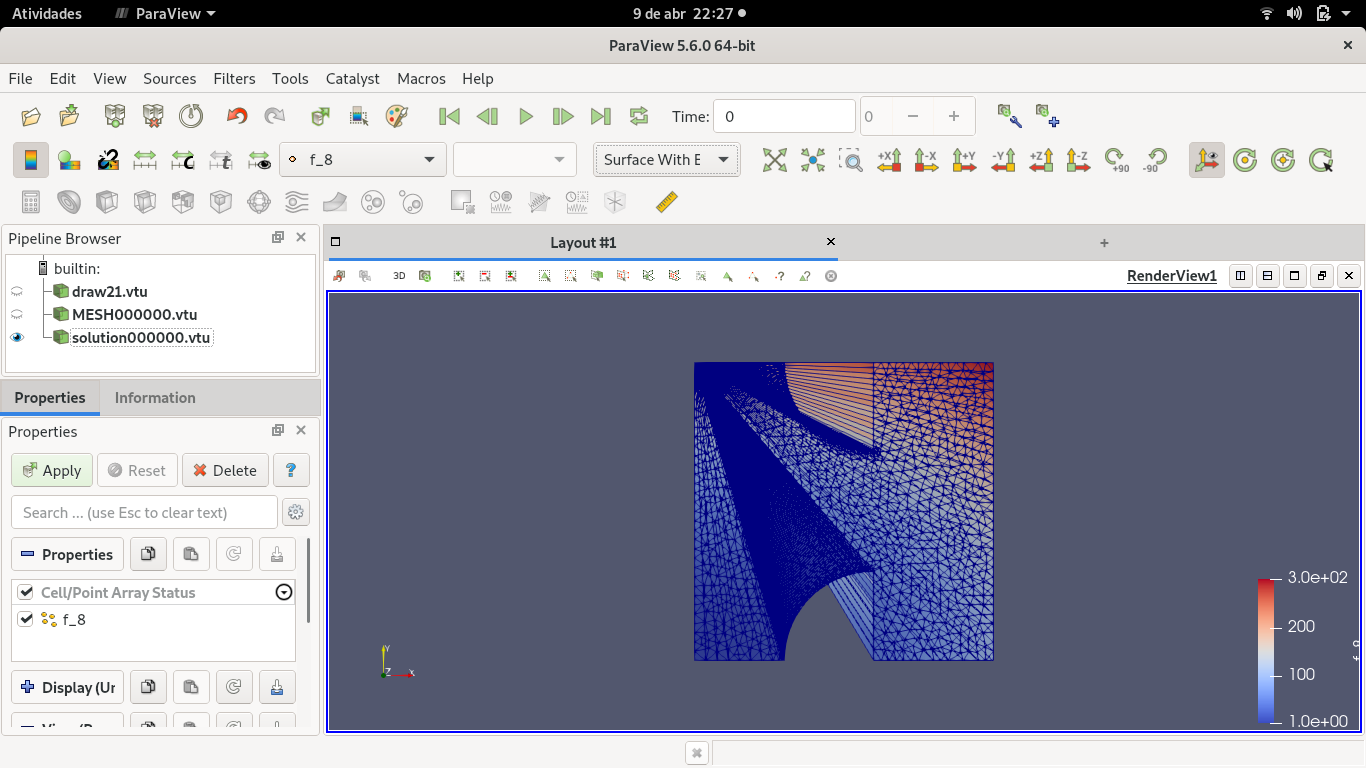 Atividades ParaView 9 de abr 22:27
ParaView 5.6.0 64-bit
File Edit View Sources Filters Tools Catalyst Macros Help
Time: 0 0
f_8 Surface With E +X -X +Y -Y +Z -Z +90 -90
Pipeline Browser
builtin:
draw21.vtu
MESH000000.vtu
solution000000.vtu
Properties Information
Properties
Apply Reset Delete ?
Search ... (use Esc to clear text)
Properties
Cell/Point Array Status
f_8
Display (Ur
Layout #1
+
3D
RenderView1
Y
Z X
3.0e+02
200
100
1.0e+00